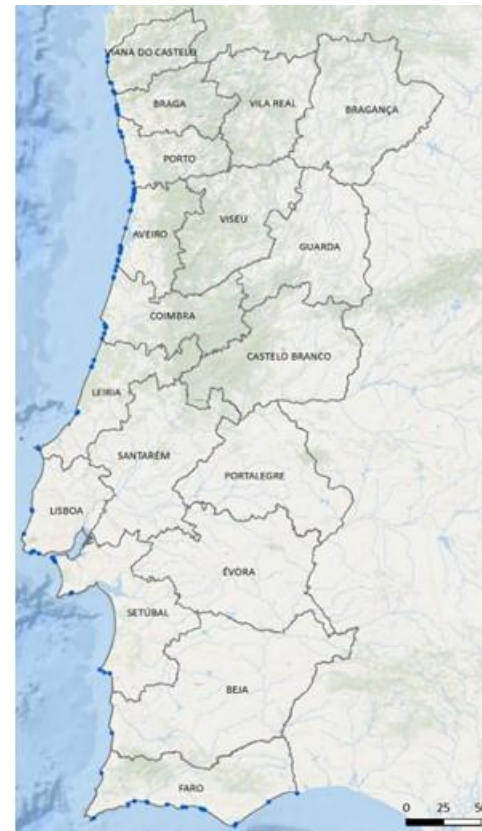 VIANA DO CASTELO
BRAGA
VILA REAL
BRAGANÇA
PORTO
AVEIRO
VISEU
GUARDA
COIMBRA
CASTELO BRANCO
LEIRIA
SANTARÉM
PORTALEGRE
LISBOA
ÉVORA
SETÚBAL
BEJA
FARO
0 25 50